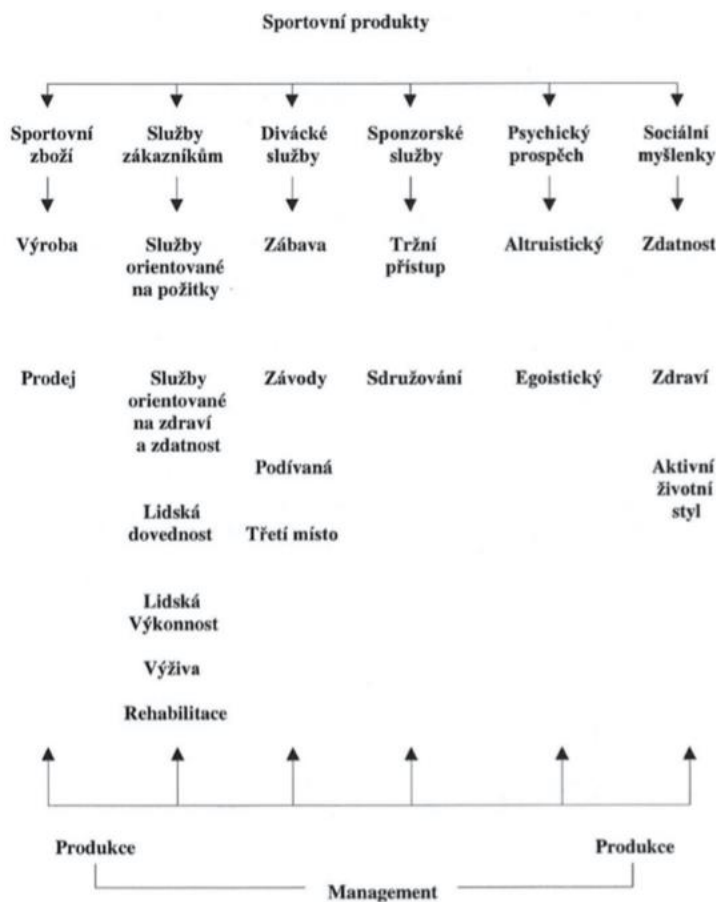 Sportovní produkty
Sportovní
zboží
Služby
zákazníkům
Divácké
služby
Sponzorské
služby
Psychický
prospěch
Sociální
myšlenky
Výroba
Služby
orientované
na požitky
Zábava
Tržní
přístup
Altruistický
Zdatnost
Prodej
Služby
orientované
na zdraví
a zdatnost
Závody
Sdružování
Egoistický
Zdraví
Podívaná
Aktivní
životní
styl
Lidská
dovednost
Třetí místo
Lidská
Výkonnost
Výživa
Rehabilitace
Produkce
Produkce
Management